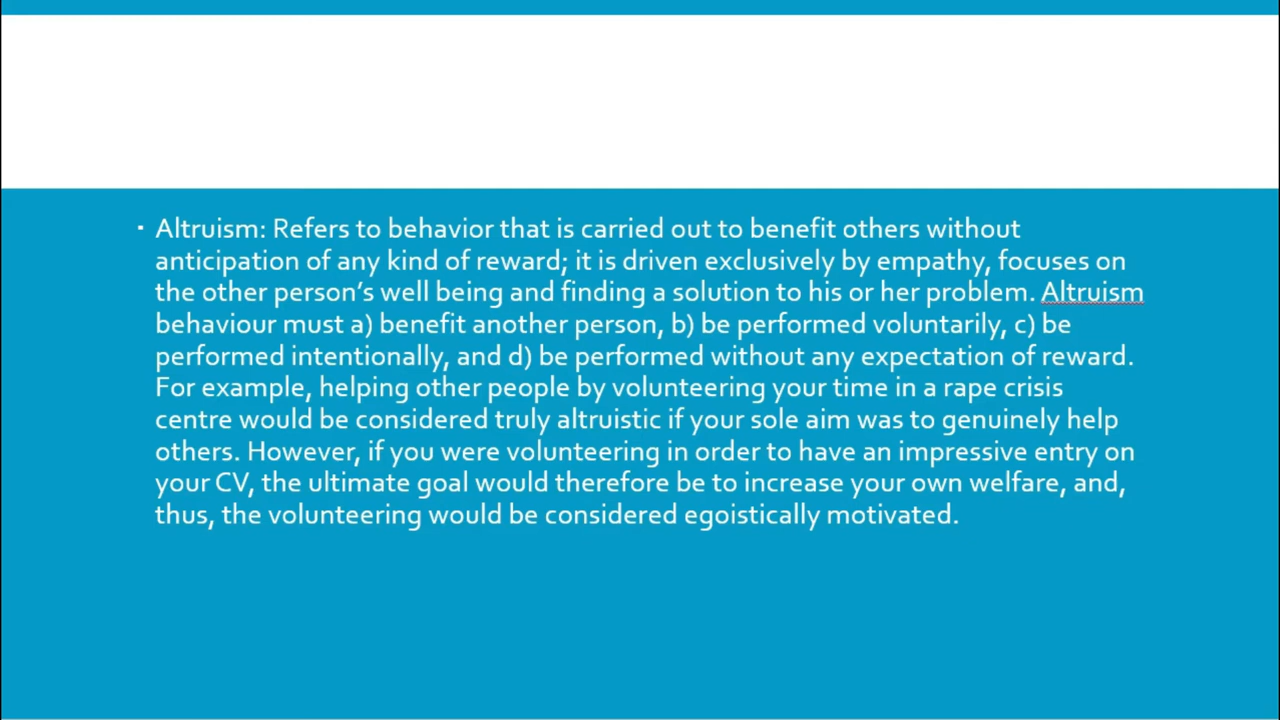 ▪ Altruism: Refers to behavior that is carried out to benefit others without
anticipation of any kind of reward; it is driven exclusively by empathy, focuses on
the other person's well being and finding a solution to his or her problem. Altruism
behaviour must a) benefit another person, b) be performed voluntarily, c) be
performed intentionally, and d) be performed without any expectation of reward.
For example, helping other people by volunteering your time in a rape crisis
centre would be considered truly altruistic if your sole aim was to genuinely help
others. However, if you were volunteering in order to have an impressive entry on
your CV, the ultimate goal would therefore be to increase your own welfare, and,
thus, the volunteering would be considered egoistically motivated.